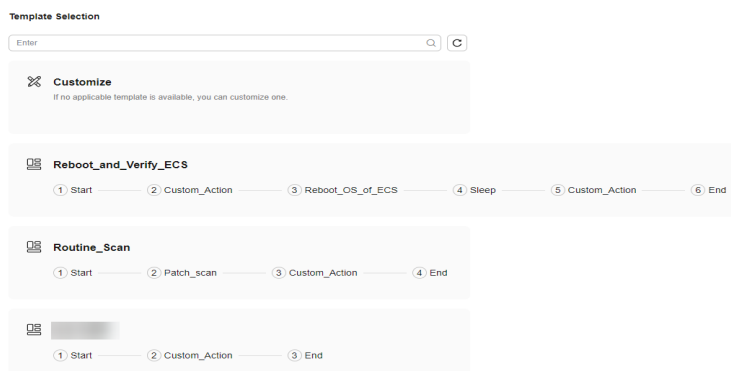 Template Selection
Enter
Customize
If no applicable template is available, you can customize one.
Reboot_and_Verify_ECS
1 Start 2 Custom_Action 3 Reboot_OS_of_ECS 4 Sleep 5 Custom_Action 6 End
Routine_Scan
1 Start 2 Patch_scan 3 Custom_Action 4 End
1 Start 2 Custom_Action 3 End